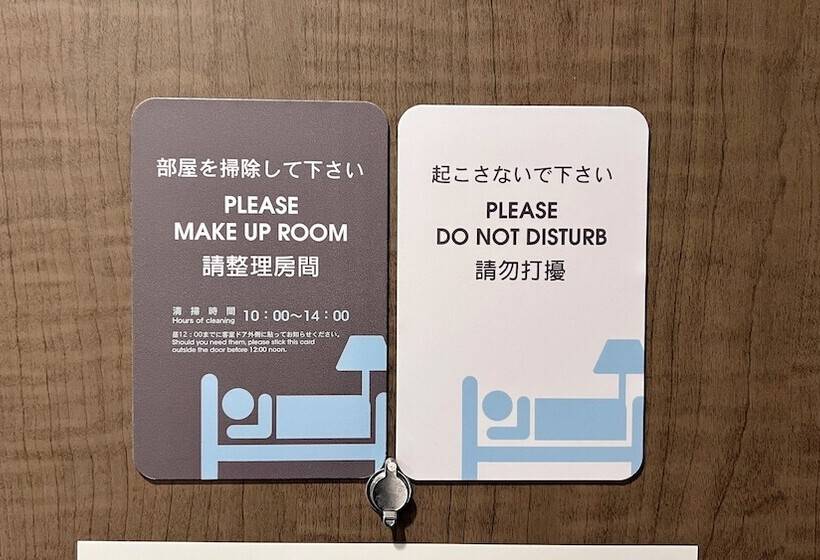 部屋を掃除して下さい
PLEASE
MAKE UP ROOM
請整理房間
清掃時間
Hours of cleaning
10：00～14：00
昼12：00までに客室ドア外側に貼ってお知らせください。
Should you need them, please stick this card
outside the door before 12:00 noon.
起こさないで下さい
PLEASE
DO NOT DISTURB
請勿打擾